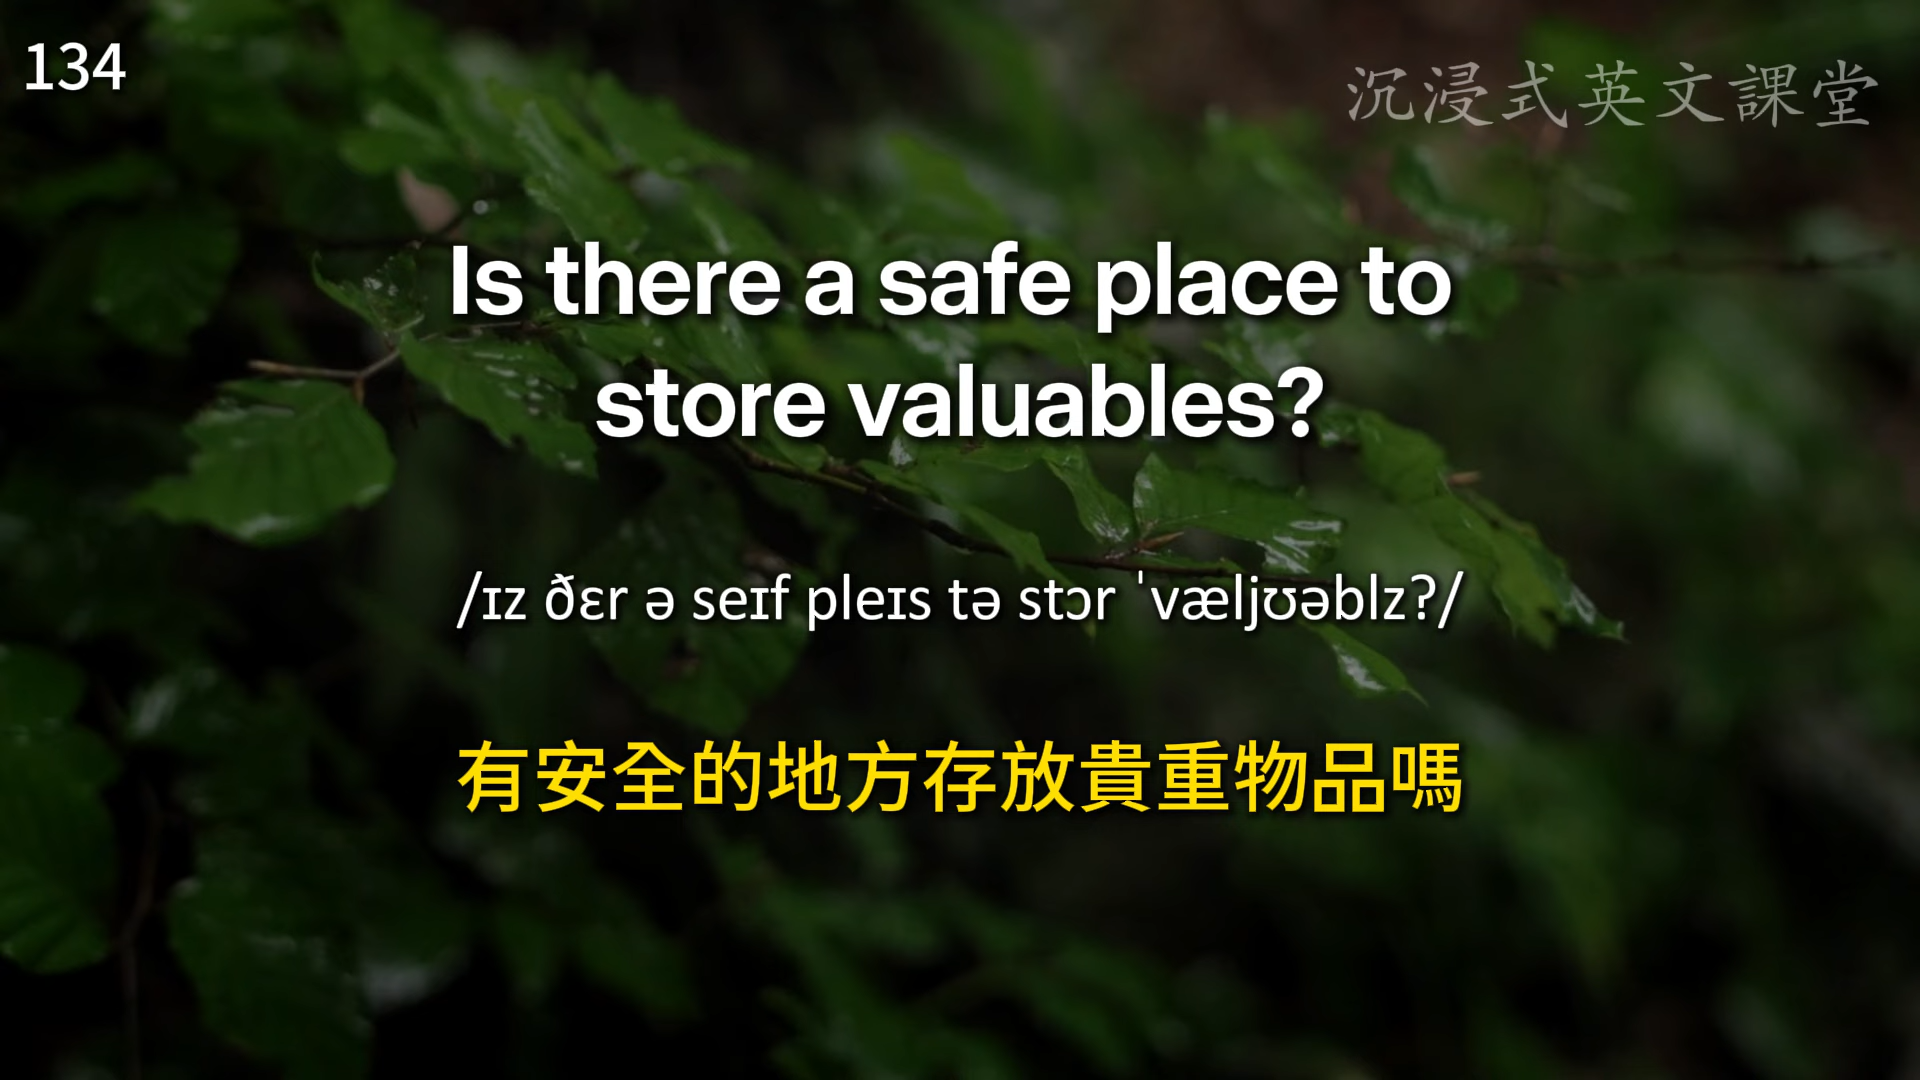 134
沉浸式英文課堂
Is there a safe place to
store valuables?
/ɪz ðɛr ə seɪf pleɪs tə stɔr ˈvæljʊəblz?/
有安全的地方存放貴重物品嗎